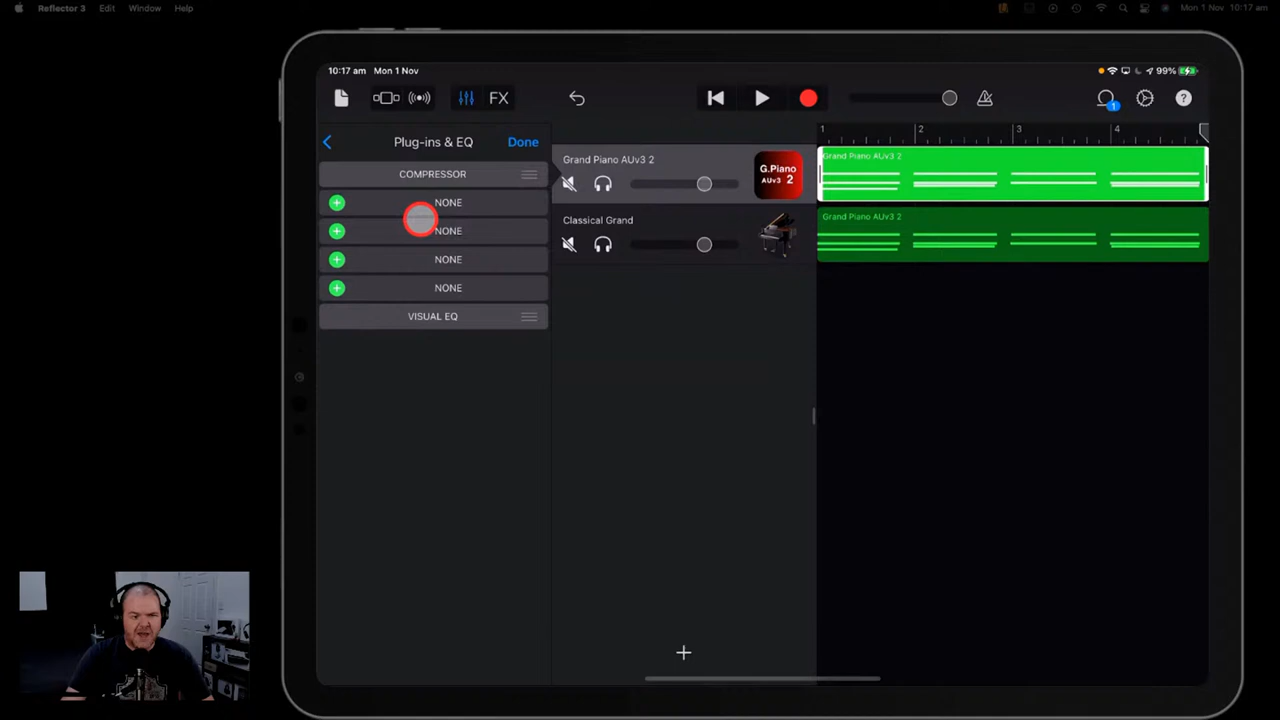 Reflector 3 Edit Window Help
Mon 1 Nov 10:17 am
10:17 am Mon 1 Nov
99%
FX
1
Plug-ins & EQ
Done
1 2 3 4
COMPRESSOR
NONE
NONE
NONE
NONE
VISUAL EQ
Grand Piano AUv3 2
G.Piano
AUv3 2
Classical Grand
Grand Piano AUv3 2
Grand Piano AUv3 2